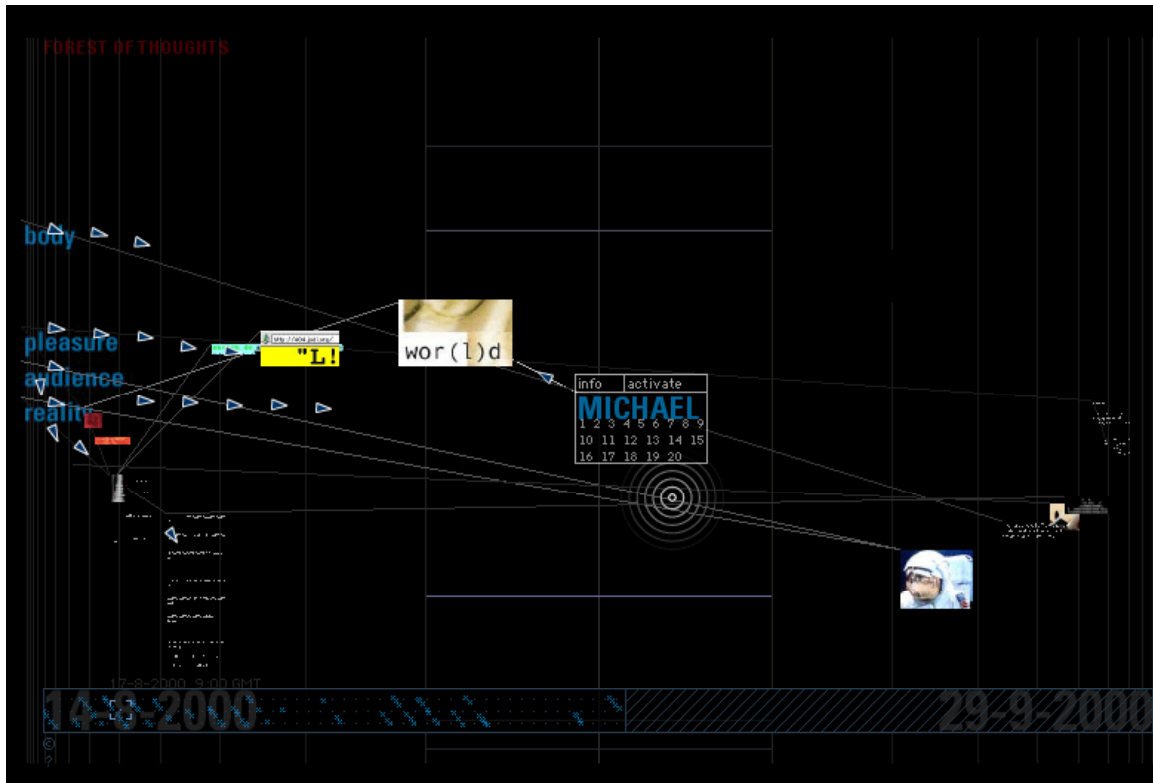 FOREST OF THOUGHTS
body
pleasure
audience
reality
"L!
wor(l)d
info activate
MICHAEL
1 2 3 4 5 6 7 8 9
10 11 12 13 14 15
16 17 18 19 20
17-8-2000 9:00 GMT
14-8-2000
29-9-2000
©
?